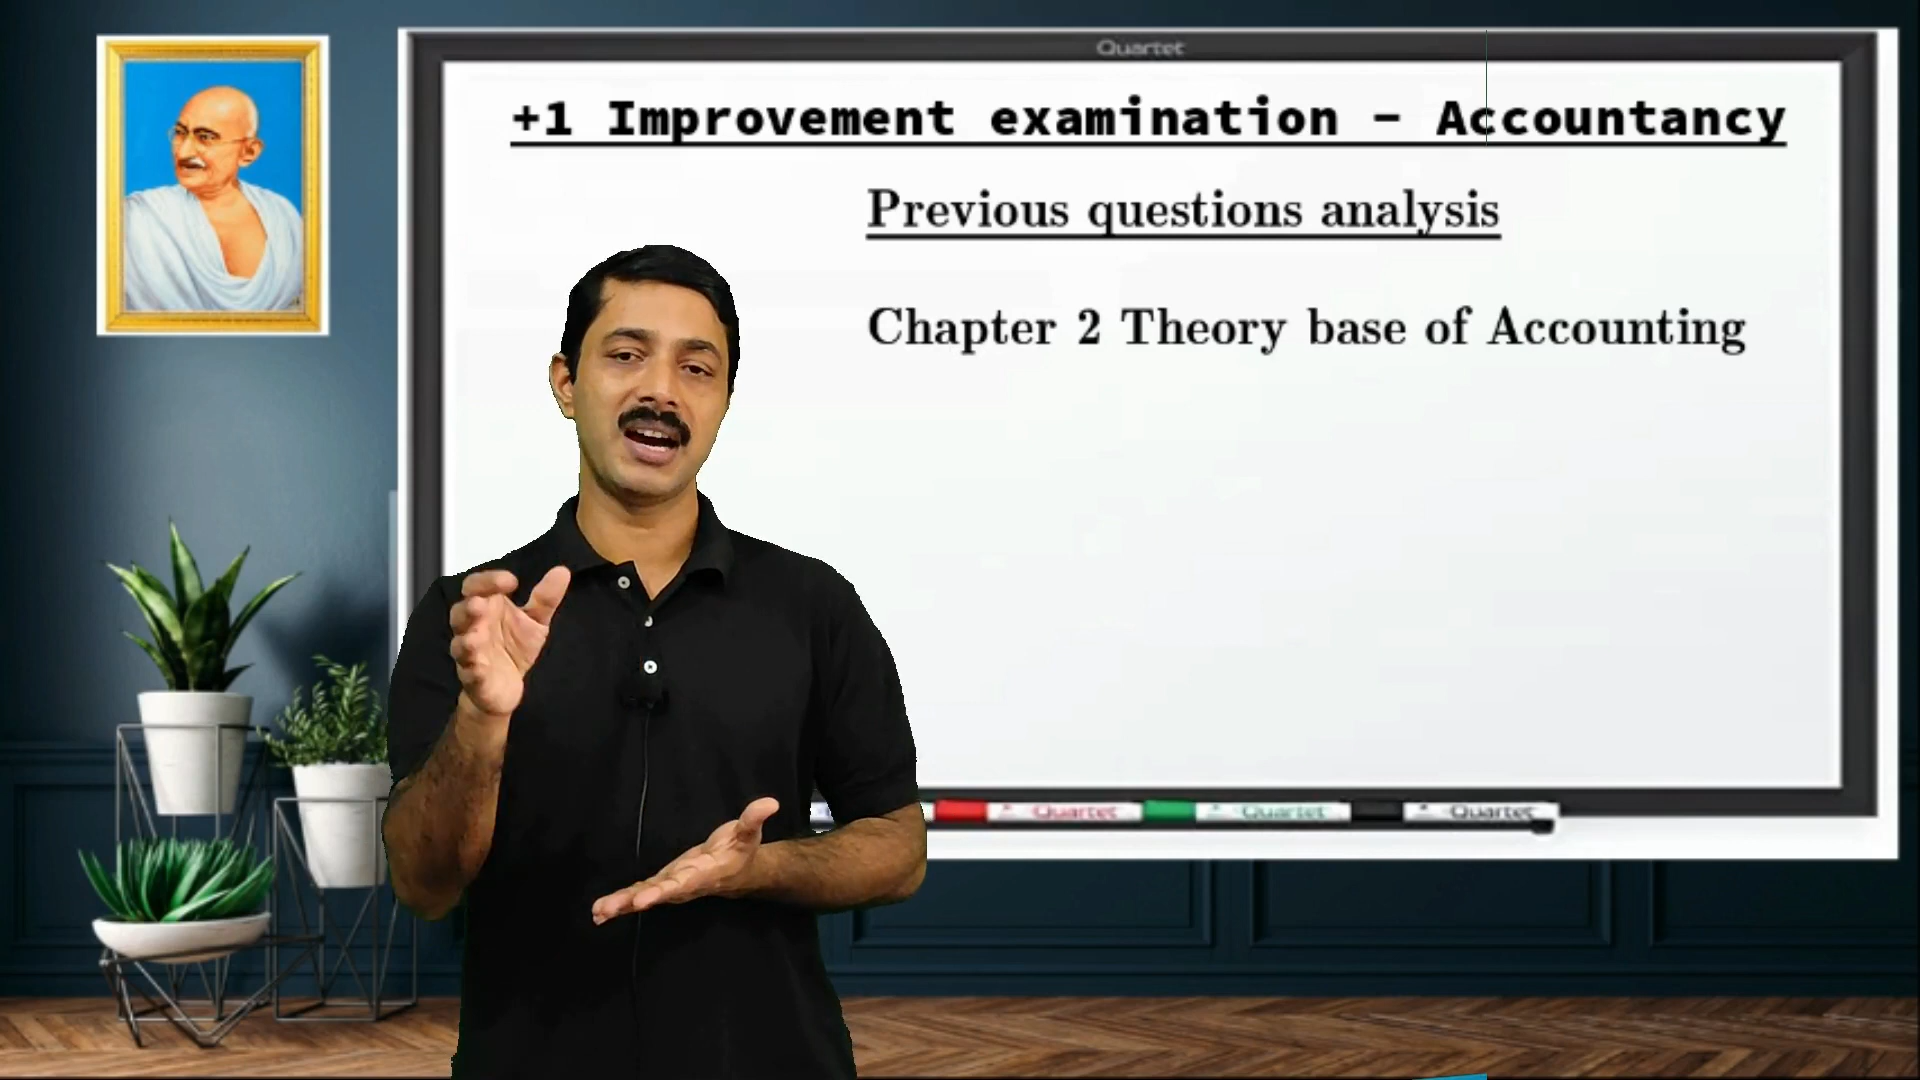 Quartet
+1 Improvement examination - Accountancy
Previous questions analysis
Chapter 2 Theory base of Accounting
Quartet Quartet Quartet